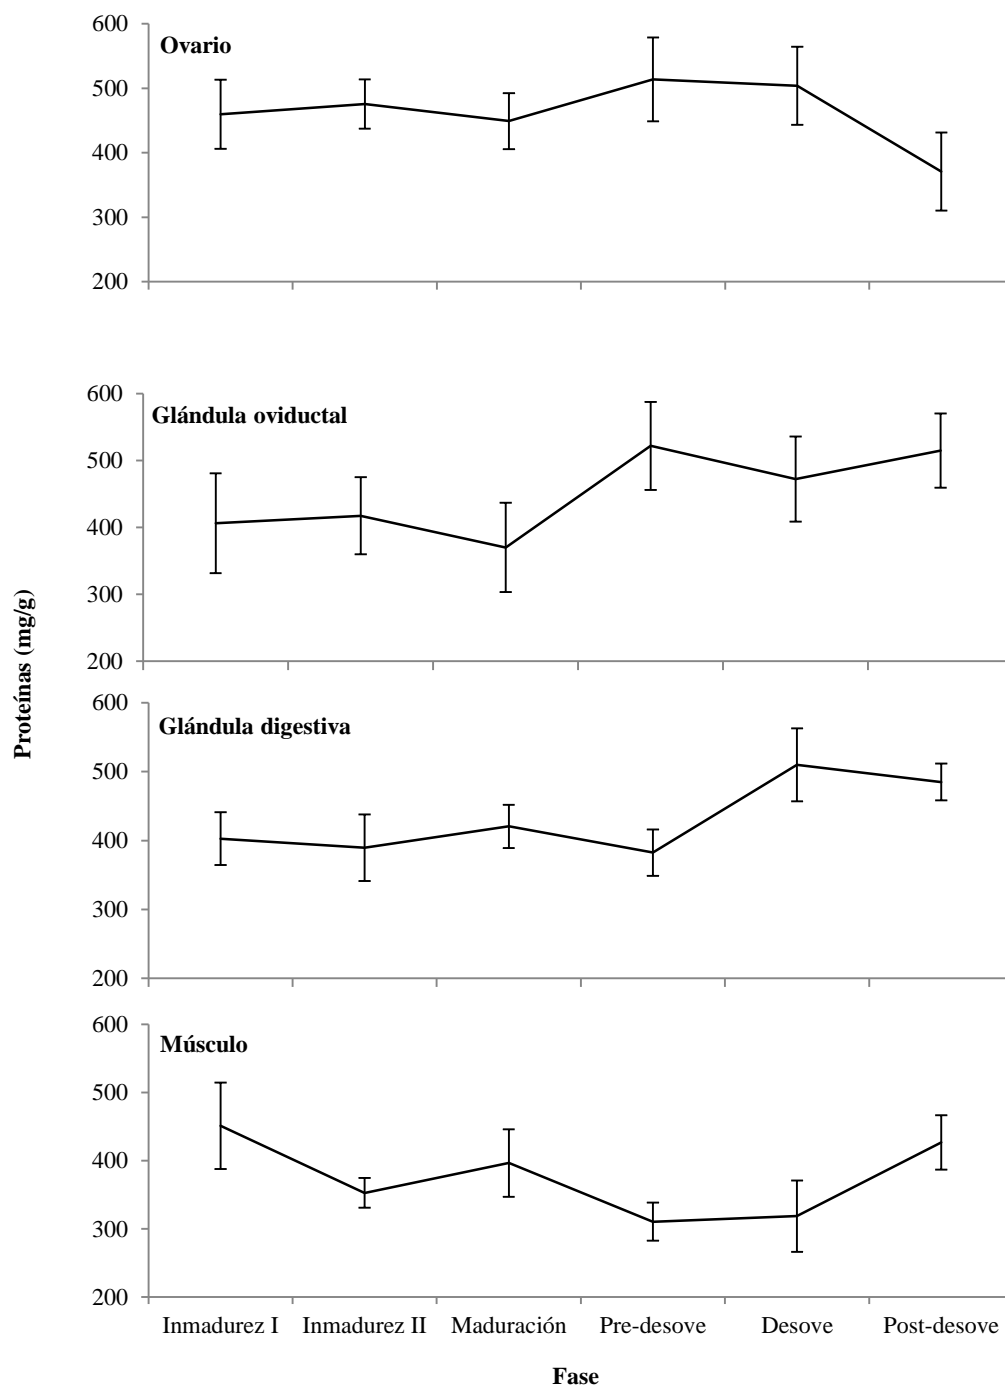 Ovario
600
500
400
300
200
Glándula oviductal
600
500
400
300
200
Proteínas (mg/g)
Glándula digestiva
600
500
400
300
200
Músculo
600
500
400
300
200
Inmadurez I Inmadurez II Maduración Pre-desove Desove Post-desove
Fase